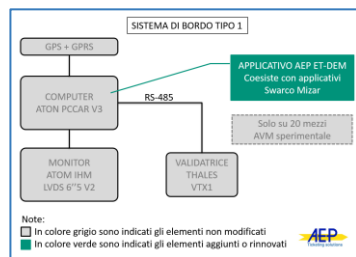 SISTEMA DI BORDO TIPO 1
GPS + GPRS
COMPUTER
ATON PCCAR V3
RS-485
APPLICATIVO AEP ET-DEM
Coesiste con applicativi
Swarco Mizar
Solo su 20 mezzi
AVM sperimentale
MONITOR
ATOM IHM
LVDS 6''5 V2
VALIDATRICE
THALES
VTX1
Note:
In colore grigio sono indicati gli elementi non modificati
In colore verde sono indicati gli elementi aggiunti o rinnovati
AEP
Ticketing solutions